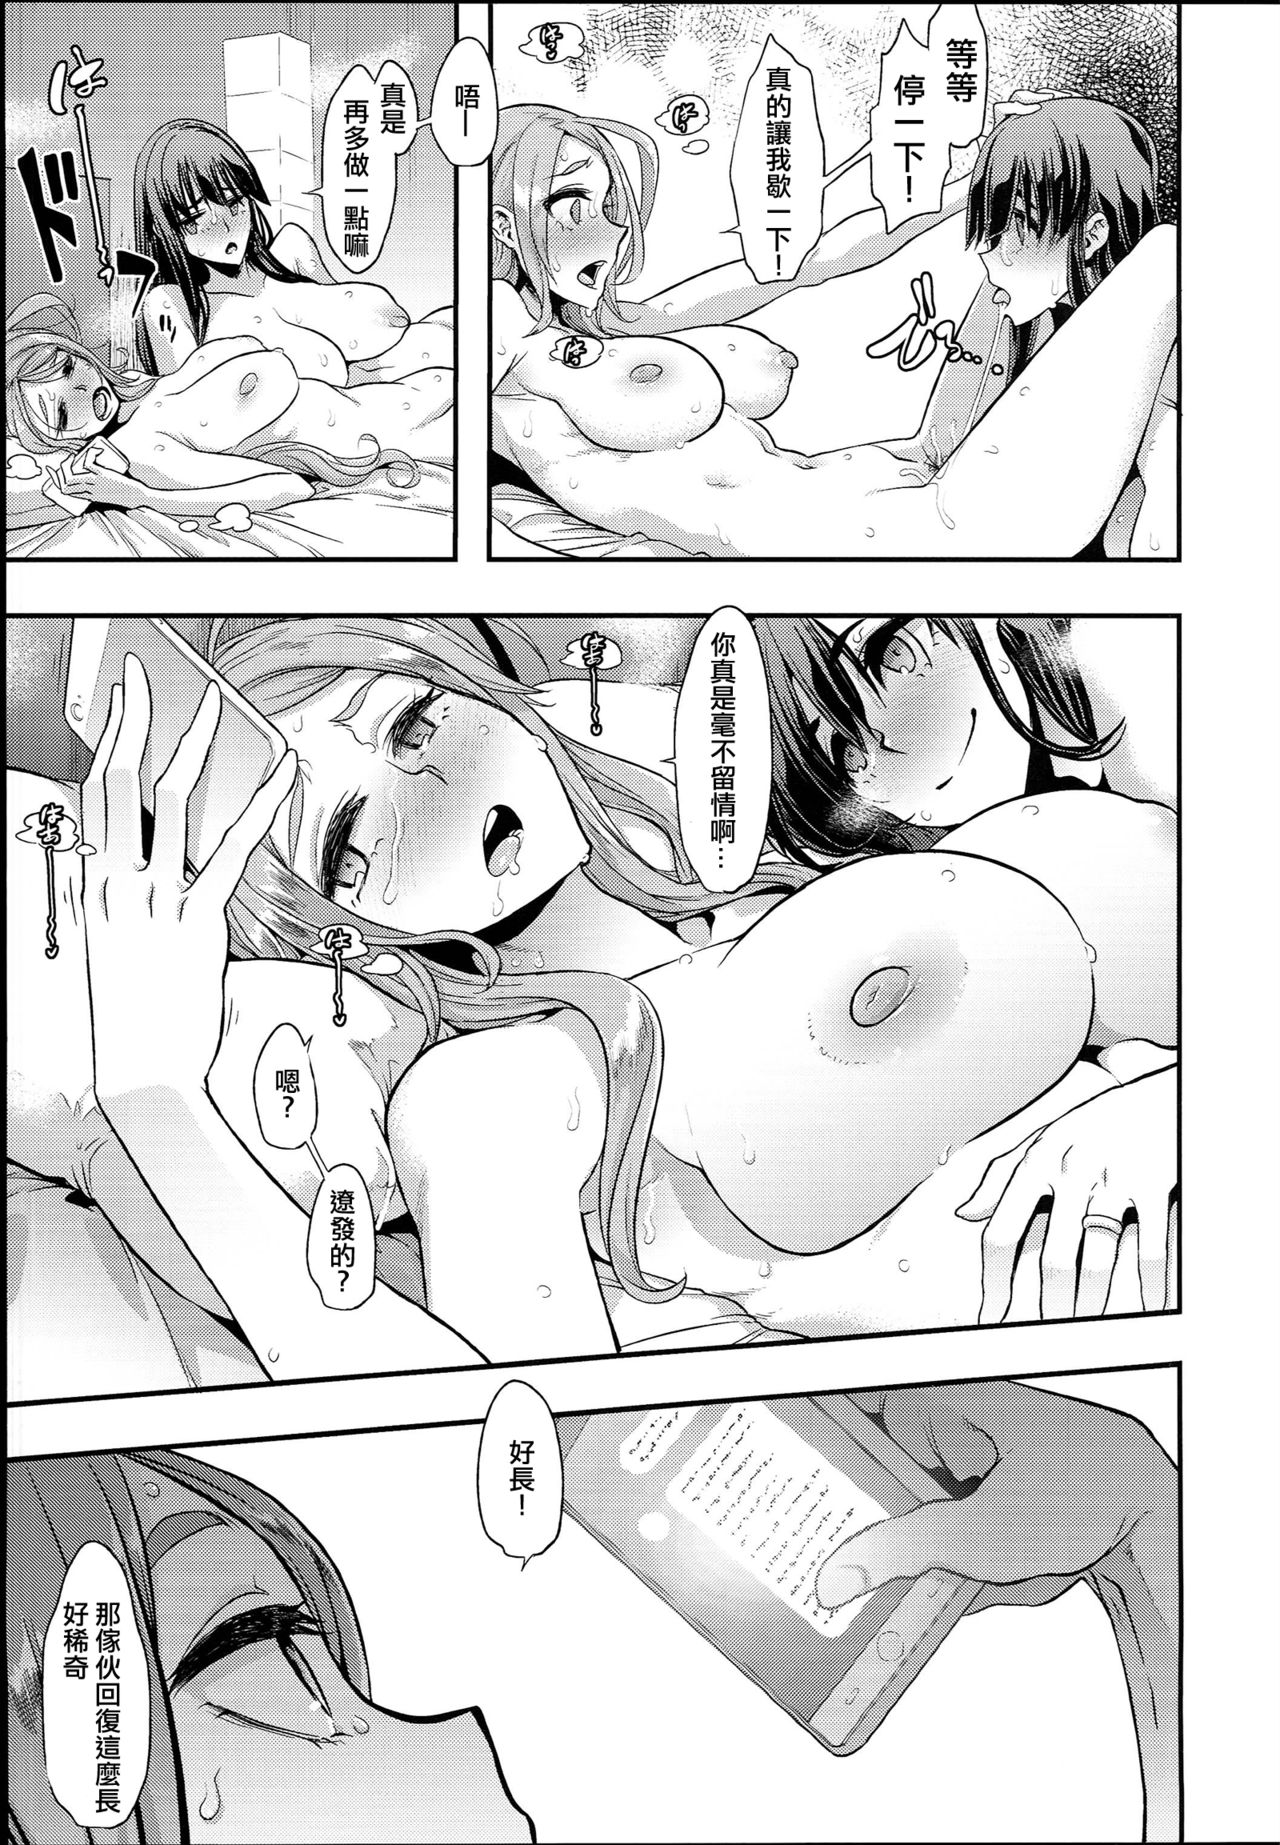 等等
停一下！
真的讓我歇一下！
唔—
真是
再多做一點嘛
你真是毫不留情啊…
嗯？
遼發的？
好長！
那傢伙回復這麼長
好稀奇